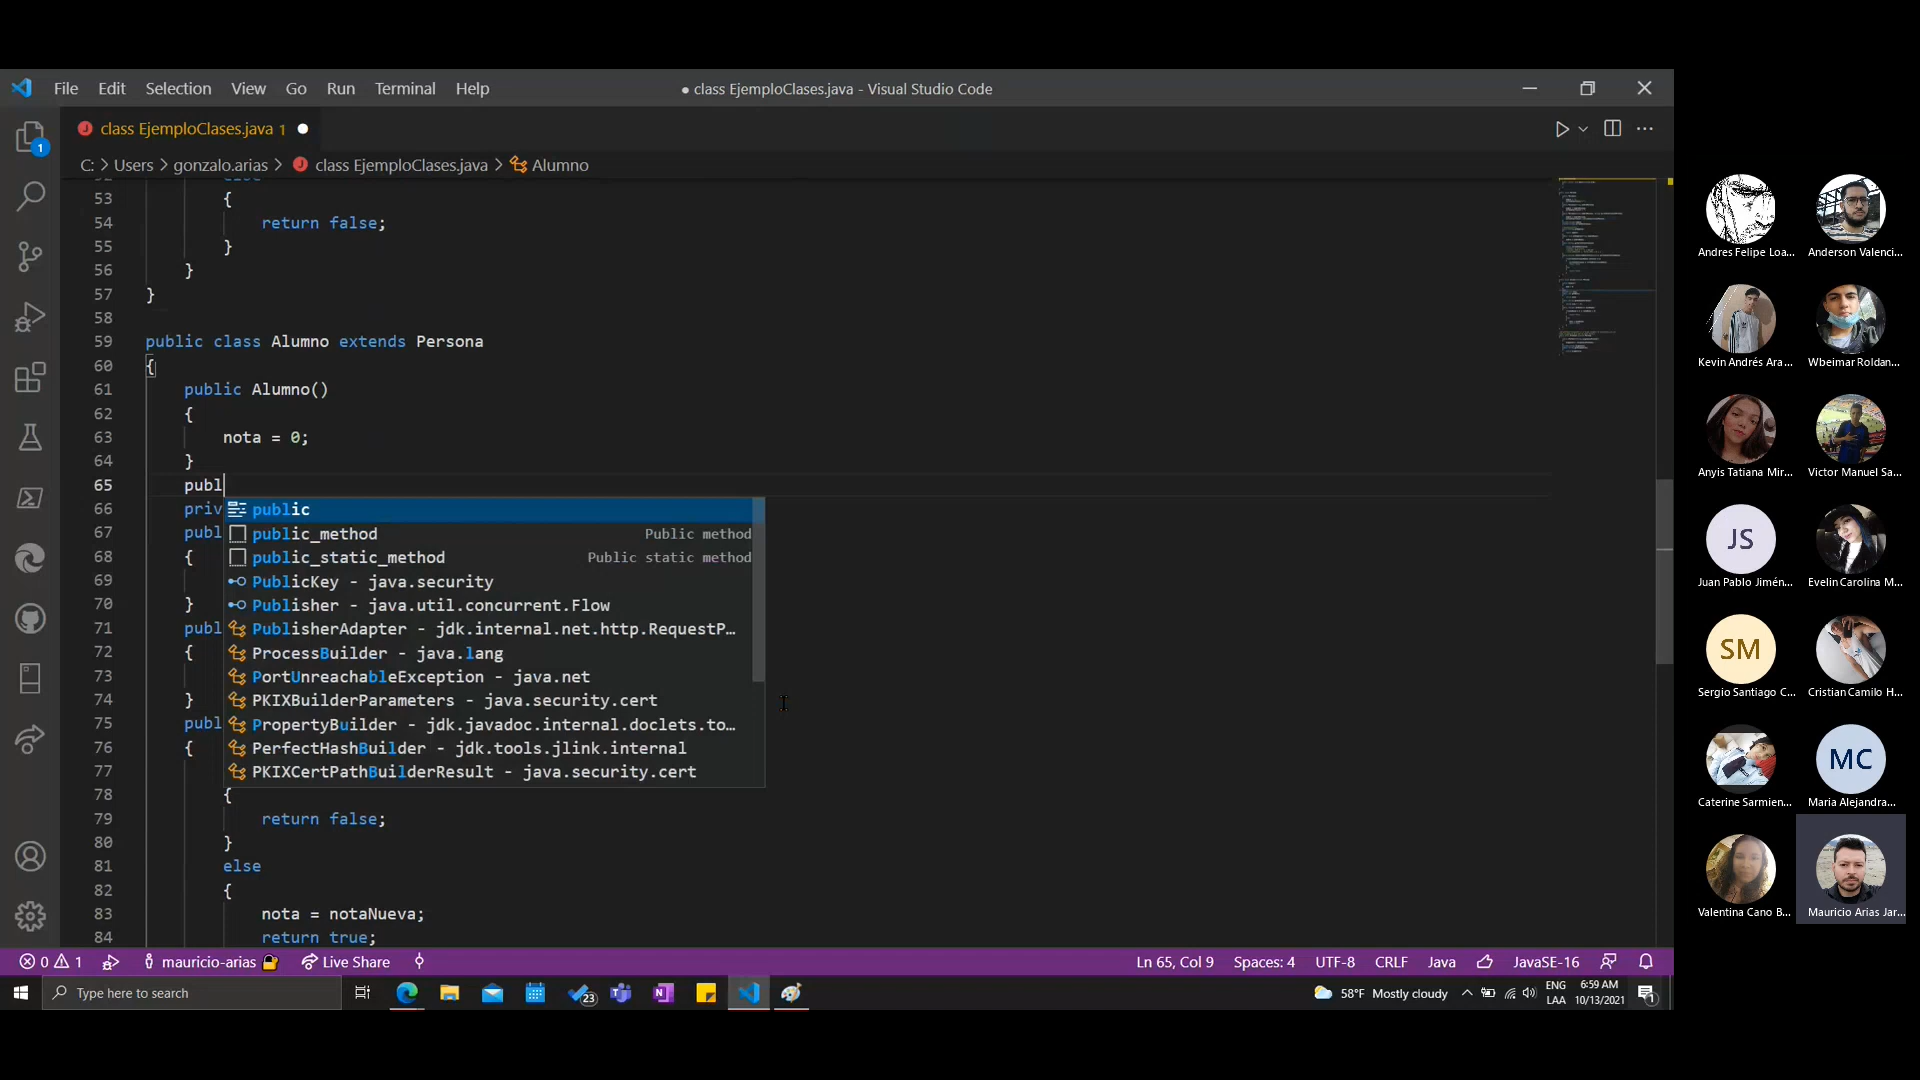 File Edit Selection View Go Run Terminal Help
● class EjemploClases.java - Visual Studio Code
class EjemploClases.java 1
C: > Users > gonzalo.arias > class EjemploClases.java > Alumno
53 {
54 return false;
55 }
56 }
57 }
58
59 public class Alumno extends Persona
60 {
61 public Alumno()
62 {
63 nota = 0;
64 }
65 publ
66 priv
67 publ
68 {
69
70 }
71 publ
72 {
73
74 }
75 publ
76 {
77
78 {
79 return false;
80 }
81 else
82 {
83 nota = notaNueva;
84 return true;
public
public_method Public method
public_static_method Public static method
PublicKey - java.security
Publisher - java.util.concurrent.Flow
PublisherAdapter - jdk.internal.net.http.RequestP…
ProcessBuilder - java.lang
PortUnreachableException - java.net
PKIXBuilderParameters - java.security.cert
PropertyBuilder - jdk.javadoc.internal.doclets.to…
PerfectHashBuilder - jdk.tools.jlink.internal
PKIXCertPathBuilderResult - java.security.cert
1
0 1 mauricio-arias Live Share
Ln 65, Col 9 Spaces: 4 UTF-8 CRLF Java JavaSE-16
Type here to search
23
58°F Mostly cloudy
ENG
LAA
6:59 AM
10/13/2021
1
Andres Felipe Loa...
Anderson Valenci...
Kevin Andrés Ara...
Wbeimar Roldan...
Anyis Tatiana Mir...
Victor Manuel Sa...
JS
Juan Pablo Jimén...
Evelin Carolina M...
SM
Sergio Santiago C...
Cristian Camilo H...
Caterine Sarmien...
MC
Maria Alejandra...
Valentina Cano B...
Mauricio Arias Jar...